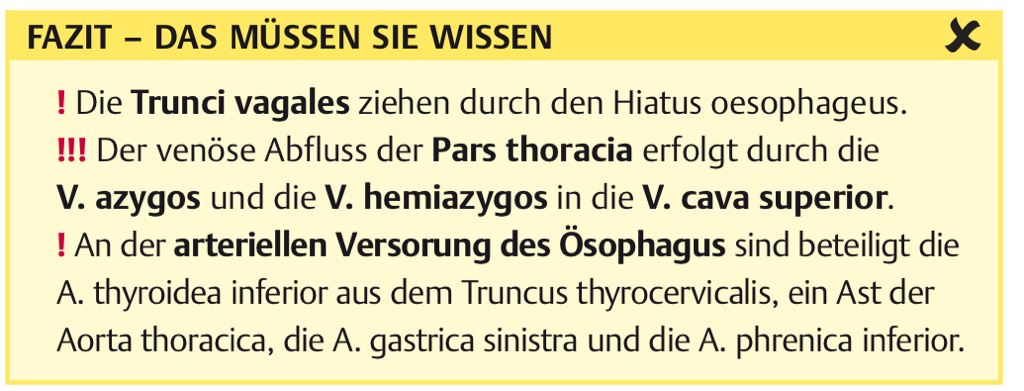 FAZIT – DAS MÜSSEN SIE WISSEN
! Die Trunci vagales ziehen durch den Hiatus oesophageus.
!!! Der venöse Abfluss der Pars thoracia erfolgt durch die
V. azygos und die V. hemiazygos in die V. cava superior.
! An der arteriellen Versorung des Ösophagus sind beteiligt die
A. thyroidea inferior aus dem Truncus thyrocervicalis, ein Ast der
Aorta thoracica, die A. gastrica sinistra und die A. phrenica inferior.